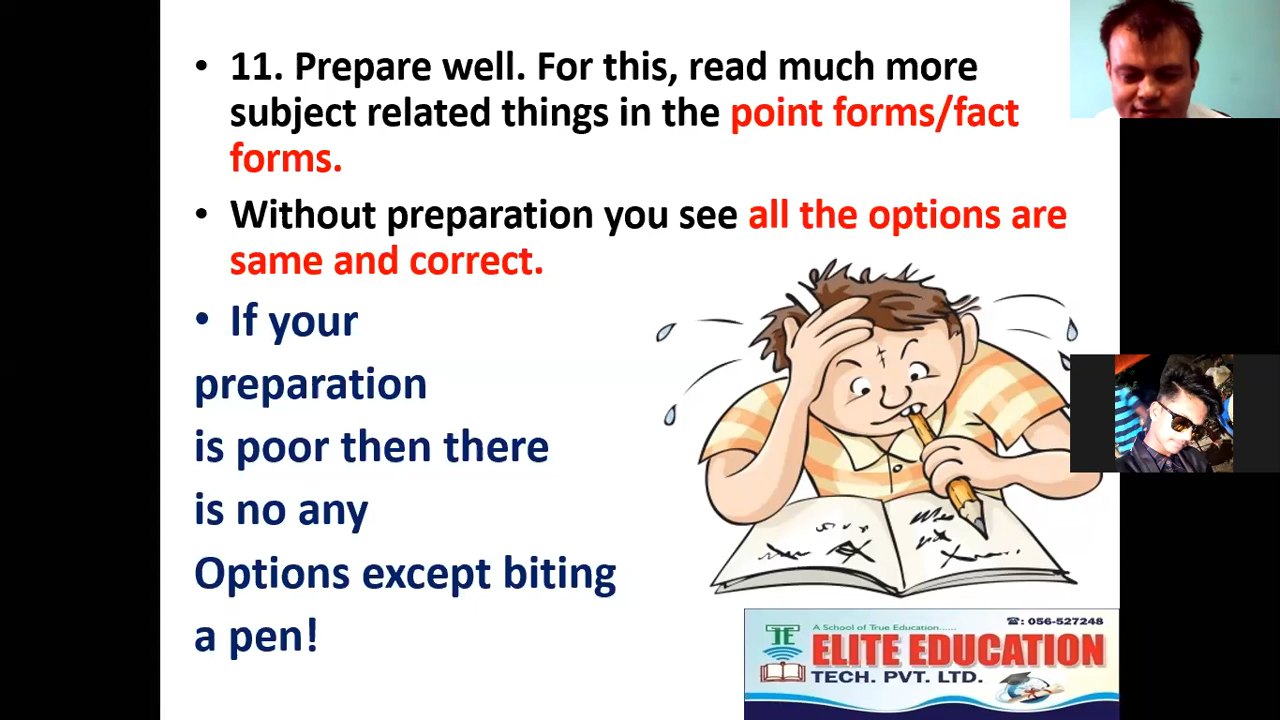 • 11. Prepare well. For this, read much more
subject related things in the point forms/fact
forms.
• Without preparation you see all the options are
same and correct.
• If your
preparation
is poor then there
is no any
Options except biting
a pen!
A School of True Education......
☎: 056-527248
TE
ELITE EDUCATION
TECH. PVT. LTD.